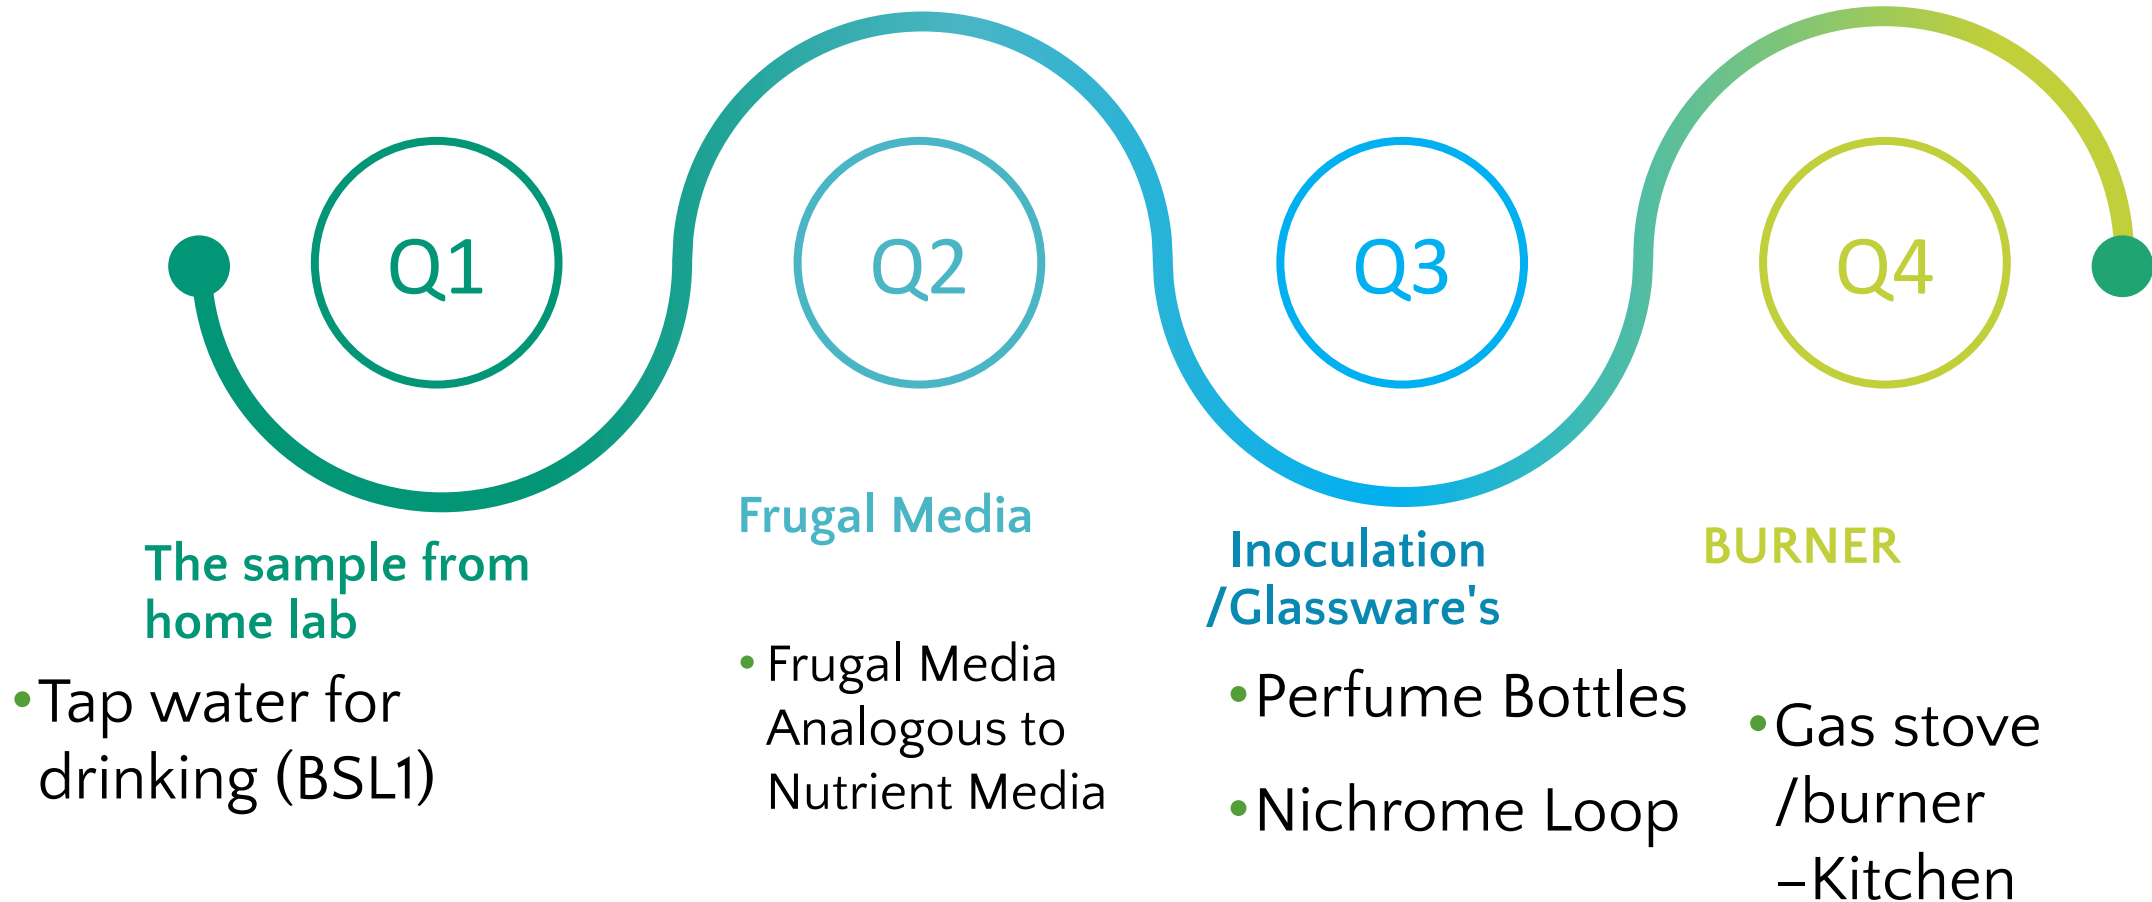 Q1
Q2
Q3
Q4
The sample from
home lab
•Tap water for
drinking (BSL1)
Frugal Media
• Frugal Media
Analogous to
Nutrient Media
Inoculation
/Glassware's
•Perfume Bottles
•Nichrome Loop
BURNER
•Gas stove
/burner
–Kitchen